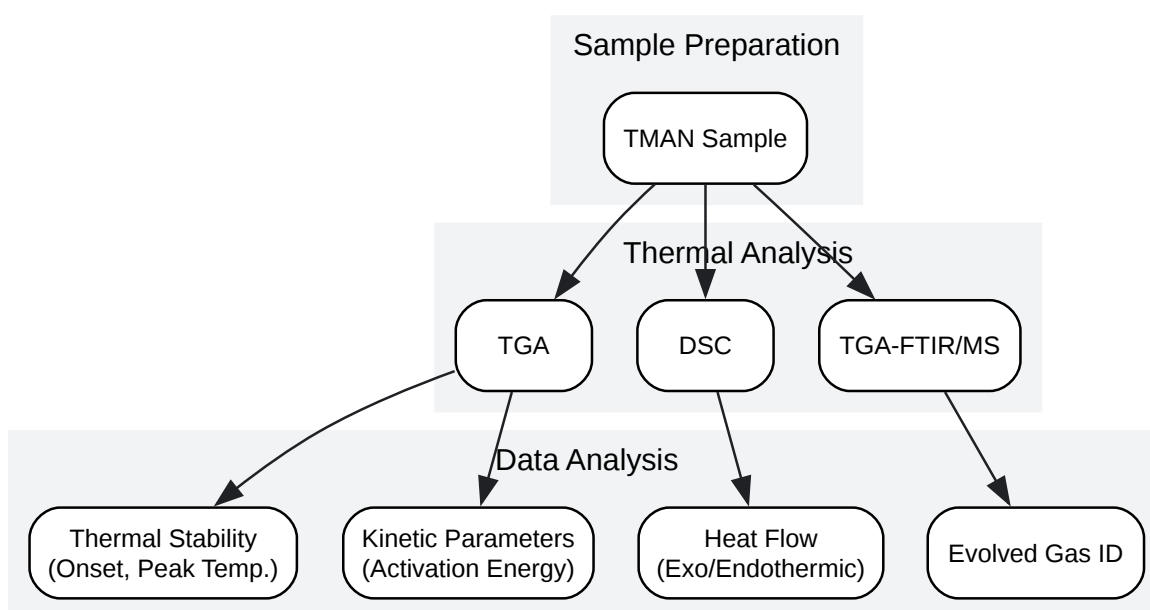 Sample Preparation
TMAN Sample
Thermal Analysis
TGA
DSC
TGA-FTIR/MS
Data Analysis
Thermal Stability
(Onset, Peak Temp.)
Kinetic Parameters
(Activation Energy)
Heat Flow
(Exo/Endothermic)
Evolved Gas ID